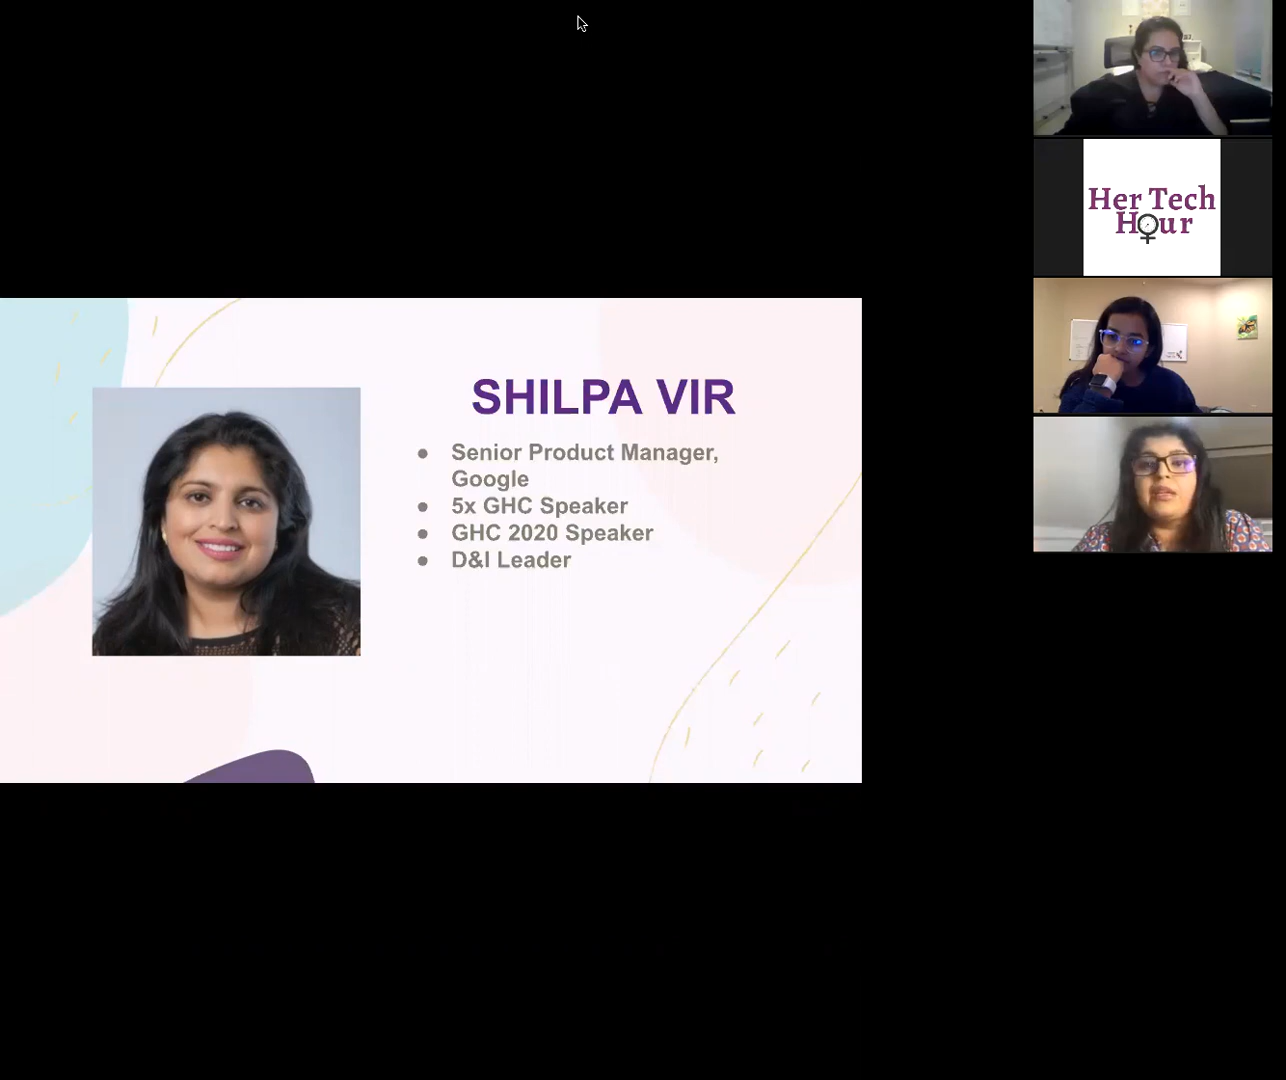 SHILPA VIR
● Senior Product Manager,
Google
● 5x GHC Speaker
● GHC 2020 Speaker
● D&I Leader
Her Tech
Hour